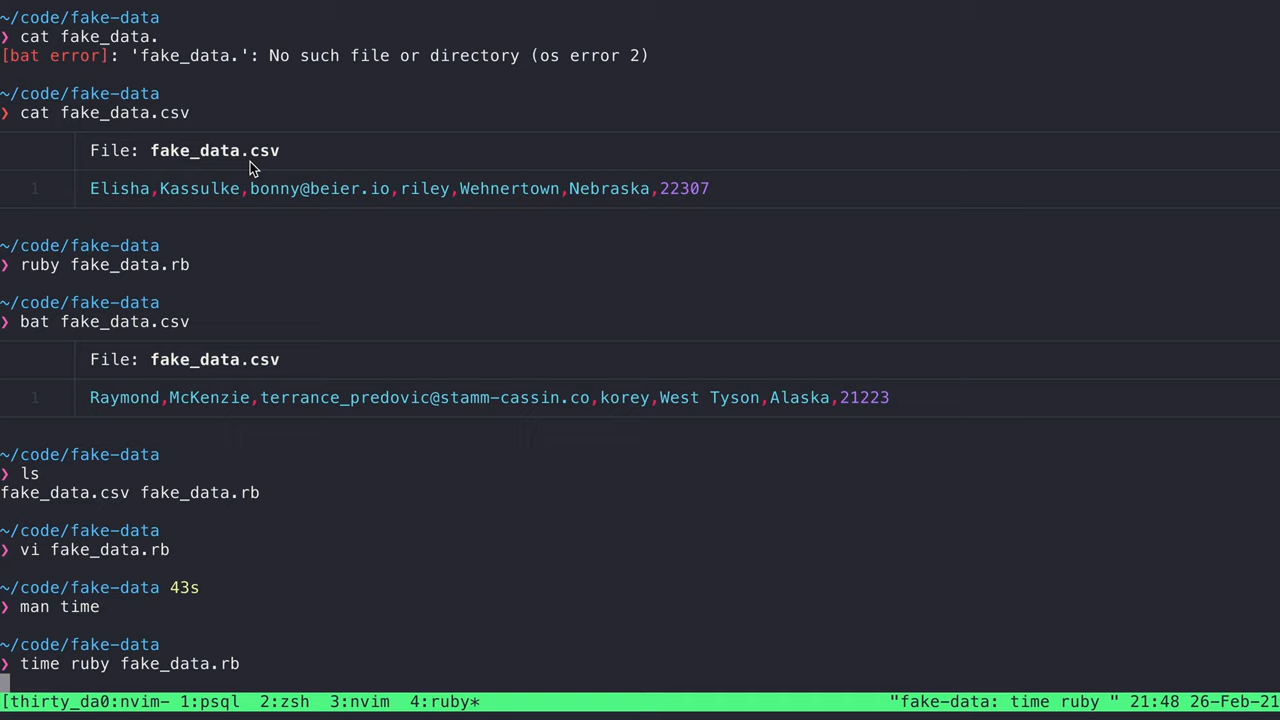 ~/code/fake-data
❯ cat fake_data.
[bat error]: 'fake_data.': No such file or directory (os error 2)
~/code/fake-data
❯ cat fake_data.csv
File: fake_data.csv
1 Elisha,Kassulke,bonny@beier.io,riley,Wehnertown,Nebraska,22307
~/code/fake-data
❯ ruby fake_data.rb
~/code/fake-data
❯ bat fake_data.csv
File: fake_data.csv
1 Raymond,McKenzie,terrance_predovic@stamm-cassin.co,korey,West Tyson,Alaska,21223
~/code/fake-data
❯ ls
fake_data.csv fake_data.rb
~/code/fake-data
❯ vi fake_data.rb
~/code/fake-data 43s
❯ man time
~/code/fake-data
❯ time ruby fake_data.rb
[thirty_da0:nvim- 1:psql 2:zsh 3:nvim 4:ruby* "fake-data: time ruby " 21:48 26-Feb-21